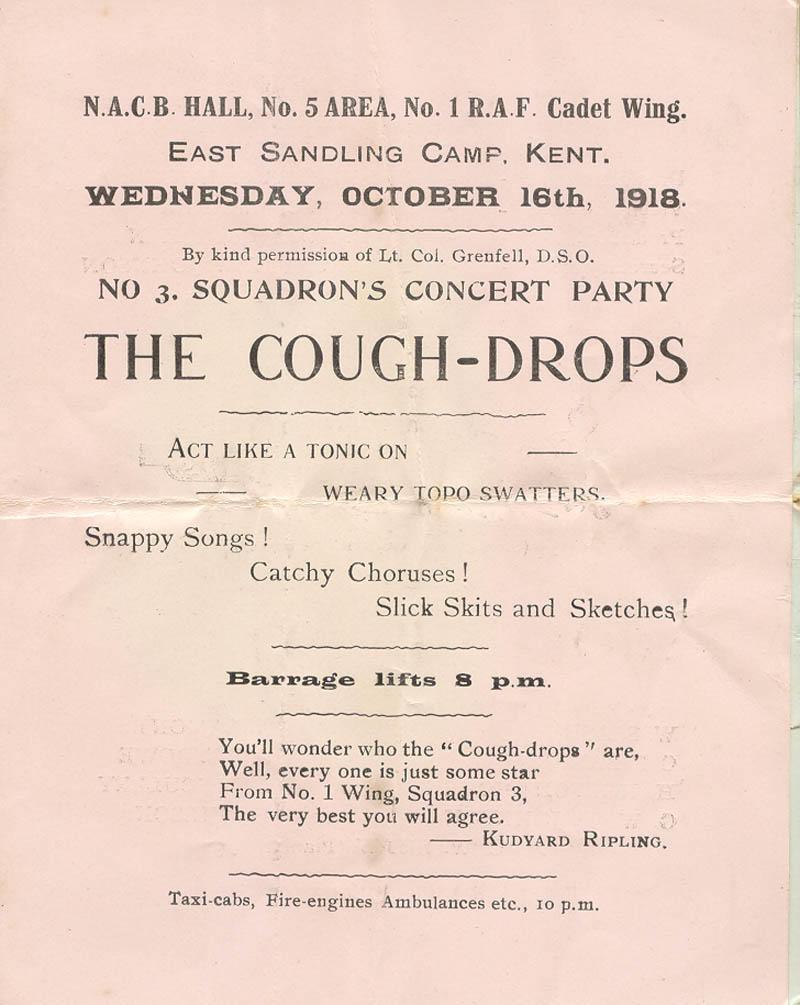 N.A.C.B. HALL, No. 5 AREA, No. 1 R.A.F. Cadet Wing.
EAST SANDLING CAMP, KENT.
WEDNESDAY, OCTOBER 16th, 1918.
By kind permission of Lt. Col. Grenfell, D.S.O.
NO 3. SQUADRON'S CONCERT PARTY
THE COUGH-DROPS
ACT LIKE A TONIC ON ——
—— WEARY TOPO SWATTERS.
Snappy Songs !
Catchy Choruses !
Slick Skits and Sketches !
Barrage lifts 8 p.m.
You'll wonder who the “ Cough-drops ” are,
Well, every one is just some star
From No. 1 Wing, Squadron 3,
The very best you will agree.
—— KUDYARD RIPLING.
Taxi-cabs, Fire-engines Ambulances etc., 10 p.m.